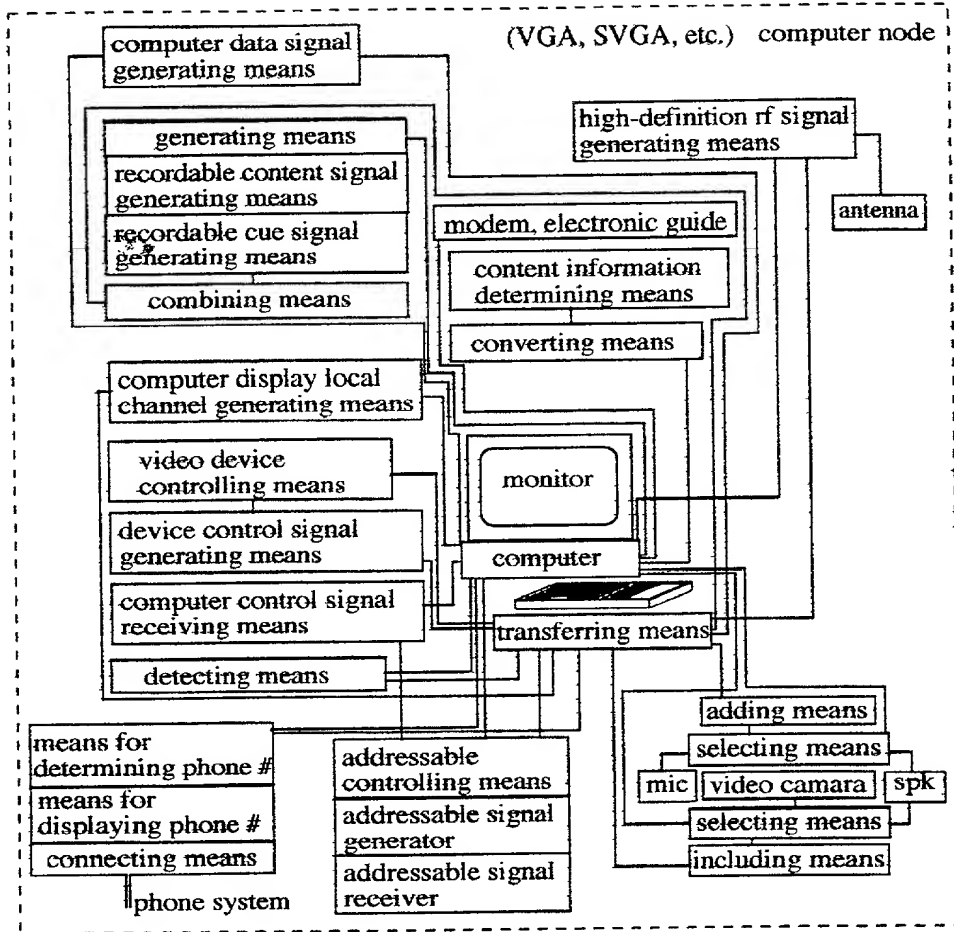 (VGA, SVGA, etc.) computer node
computer data signal
generating means
generating means
recordable content signal
generating means
recordable cue signal
generating means
combining means
high-definition rf signal
generating means
antenna
modem, electronic guide
content information
determining means
converting means
computer display local
channel generating means
video device
controlling means
device control signal
generating means
computer control signal
receiving means
detecting means
monitor
computer
transferring means
adding means
selecting means
mic
video camara
spk
selecting means
including means
means for
determining phone #
means for
displaying phone #
connecting means
phone system
addressable
controlling means
addressable signal
generator
addressable signal
receiver